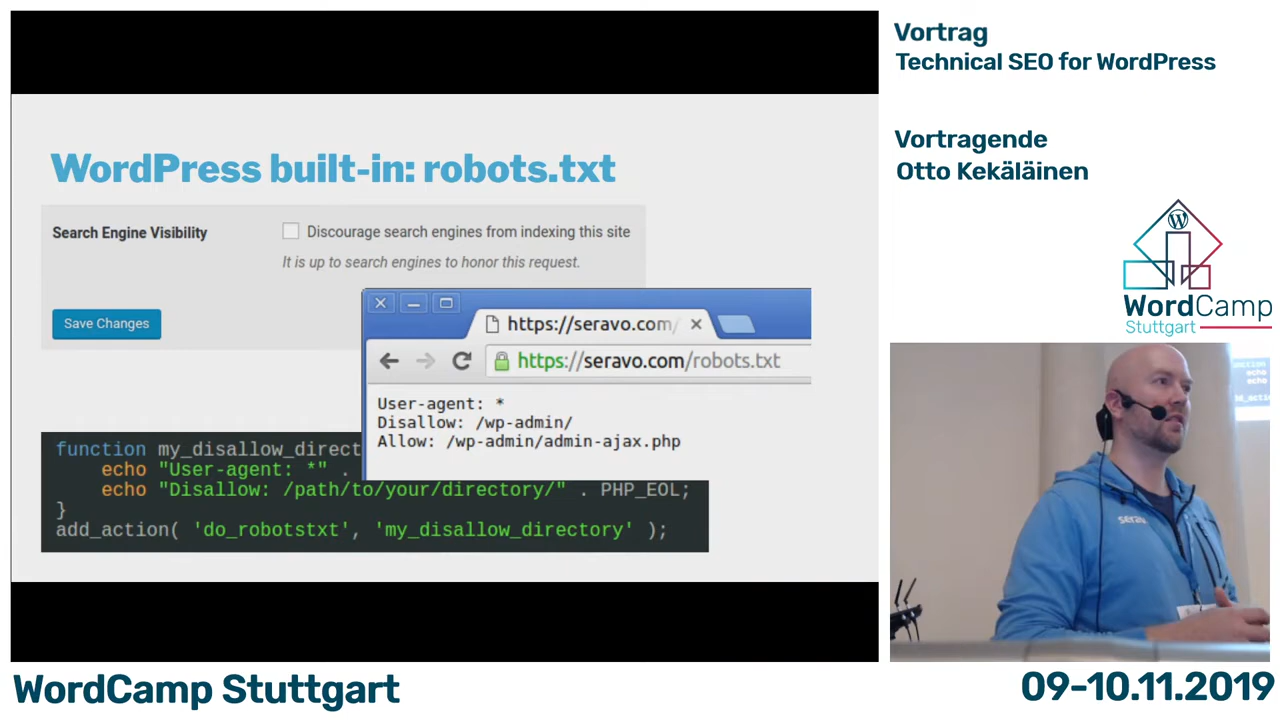 WordPress built-in: robots.txt
Search Engine Visibility
Discourage search engines from indexing this site
It is up to search engines to honor this request.
Save Changes
https://seravo.com/
https://seravo.com/robots.txt
User-agent: *
Disallow: /wp-admin/
Allow: /wp-admin/admin-ajax.php
function my_disallow_direct
echo "User-agent: *" .
echo "Disallow: /path/to/your/directory/" . PHP_EOL;
}
add_action( 'do_robotstxt', 'my_disallow_directory' );
Vortrag
Technical SEO for WordPress
Vortragende
Otto Kekäläinen
WordCamp
Stuttgart
WordCamp Stuttgart
09-10.11.2019